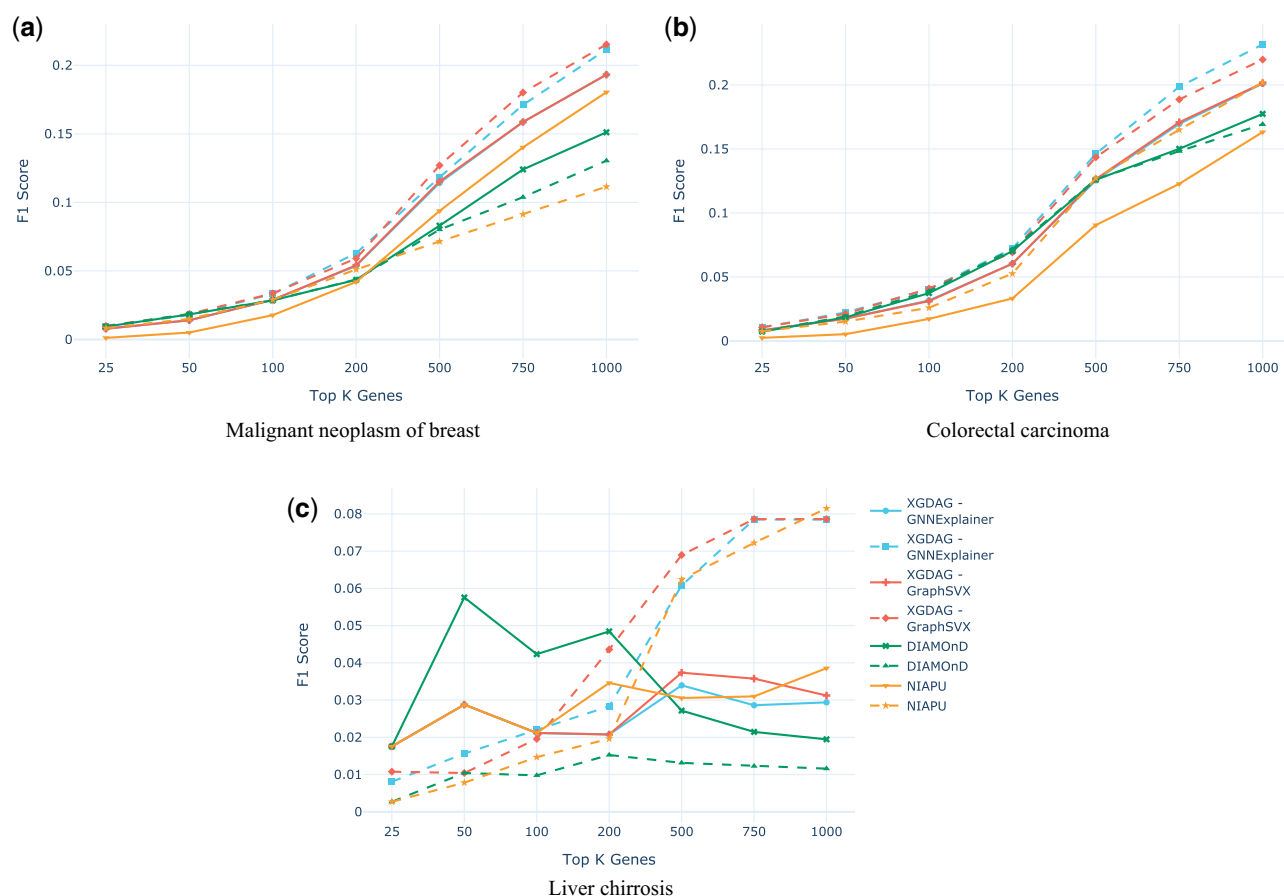 (a)
0.2
0.15
0.1
0.05
0
F1 Score
25 50 100 200 500 750 1000
Top K Genes
Malignant neoplasm of breast
(b)
0.2
0.15
0.1
0.05
0
F1 Score
25 50 100 200 500 750 1000
Top K Genes
Colorectal carcinoma
(c)
0.08
0.07
0.06
0.05
0.04
0.03
0.02
0.01
0
F1 Score
25 50 100 200 500 750 1000
Top K Genes
Liver chirrosis
XGDAG -
GNNExplainer
XGDAG -
GNNExplainer
XGDAG -
GraphSVX
XGDAG -
GraphSVX
DIAMOnD
DIAMOnD
NIAPU
NIAPU